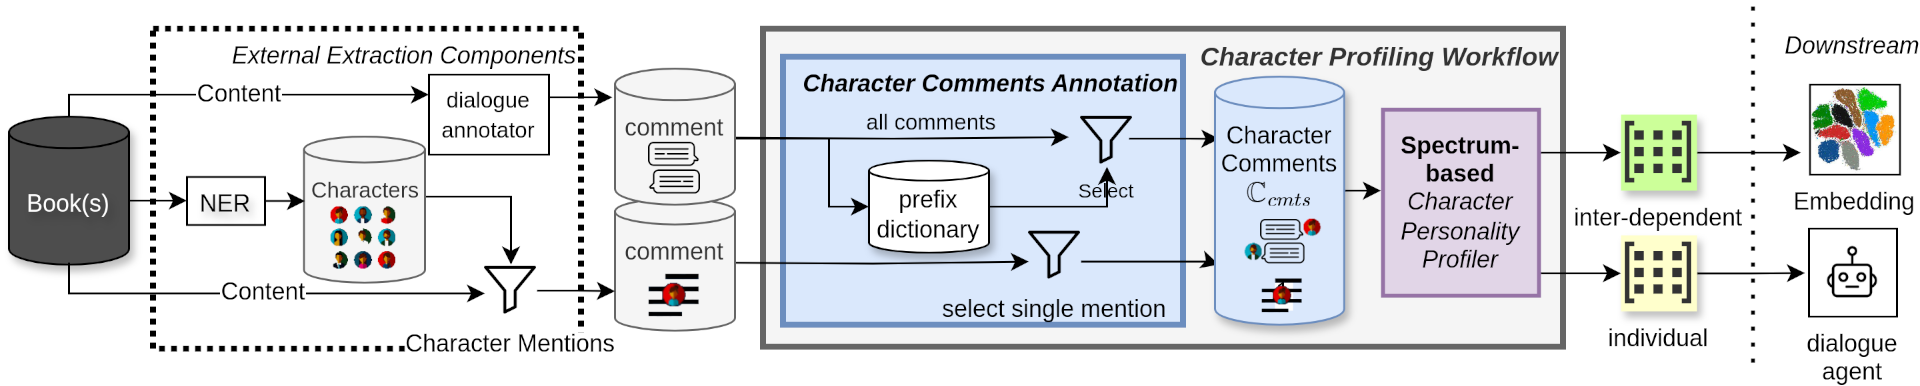 External Extraction Components
Content
dialogue
annotator
Book(s)
NER
Characters
Content
Character Mentions
comment
comment
Character Profiling Workflow
Character Comments Annotation
all comments
prefix
dictionary
Select
select single mention
Character
Comments
ℂcmts
Spectrum-
based
Character
Personality
Profiler
inter-dependent
individual
Downstream
Embedding
dialogue
agent